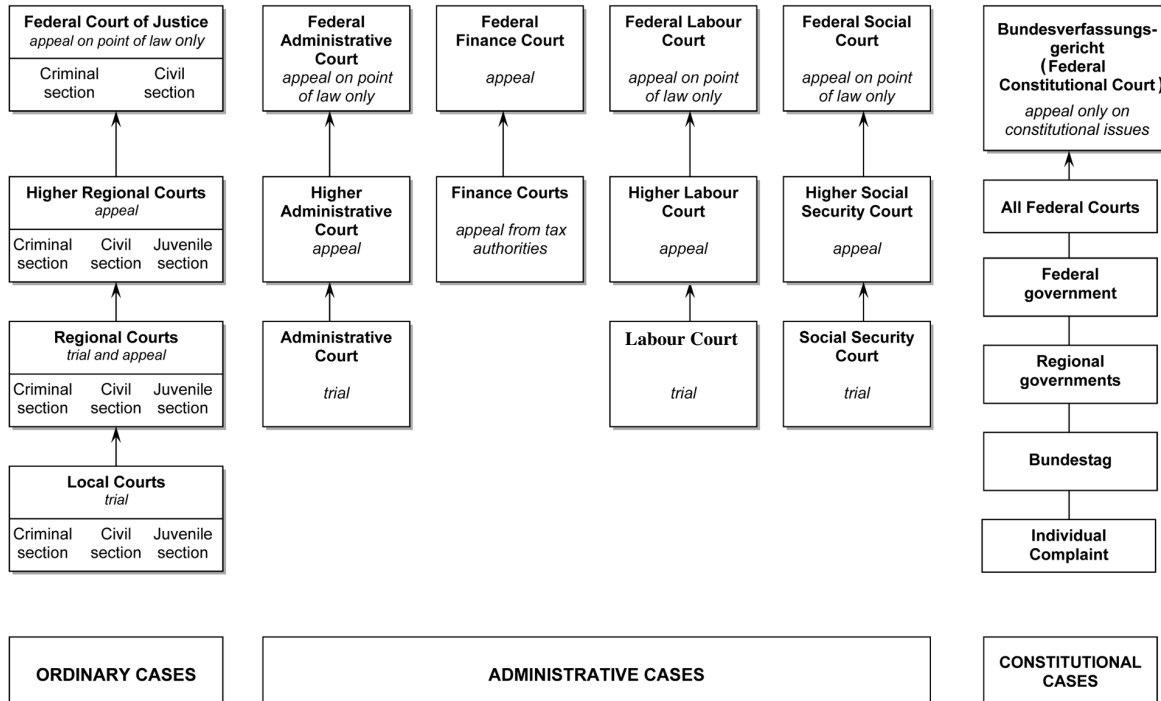 Federal Court of Justice
appeal on point of law only
Criminal section
Civil section
Higher Regional Courts
appeal
Criminal section
Civil section
Juvenile section
Regional Courts
trial and appeal
Criminal section
Civil section
Juvenile section
Local Courts
trial
Criminal section
Civil section
Juvenile section
ORDINARY CASES
Federal
Administrative
Court
appeal on point
of law only
Higher
Administrative
Court
appeal
Administrative
Court
trial
Federal
Finance Court
appeal
Finance Courts
appeal from tax
authorities
Federal Labour
Court
appeal on point
of law only
Higher Labour
Court
appeal
Labour Court
trial
Federal Social
Court
appeal on point
of law only
Higher Social
Security Court
appeal
Social Security
Court
trial
ADMINISTRATIVE CASES
Bundesverfassungs-
gericht
(Federal
Constitutional Court)
appeal only on
constitutional issues
All Federal Courts
Federal
government
Regional
governments
Bundestag
Individual
Complaint
CONSTITUTIONAL
CASES